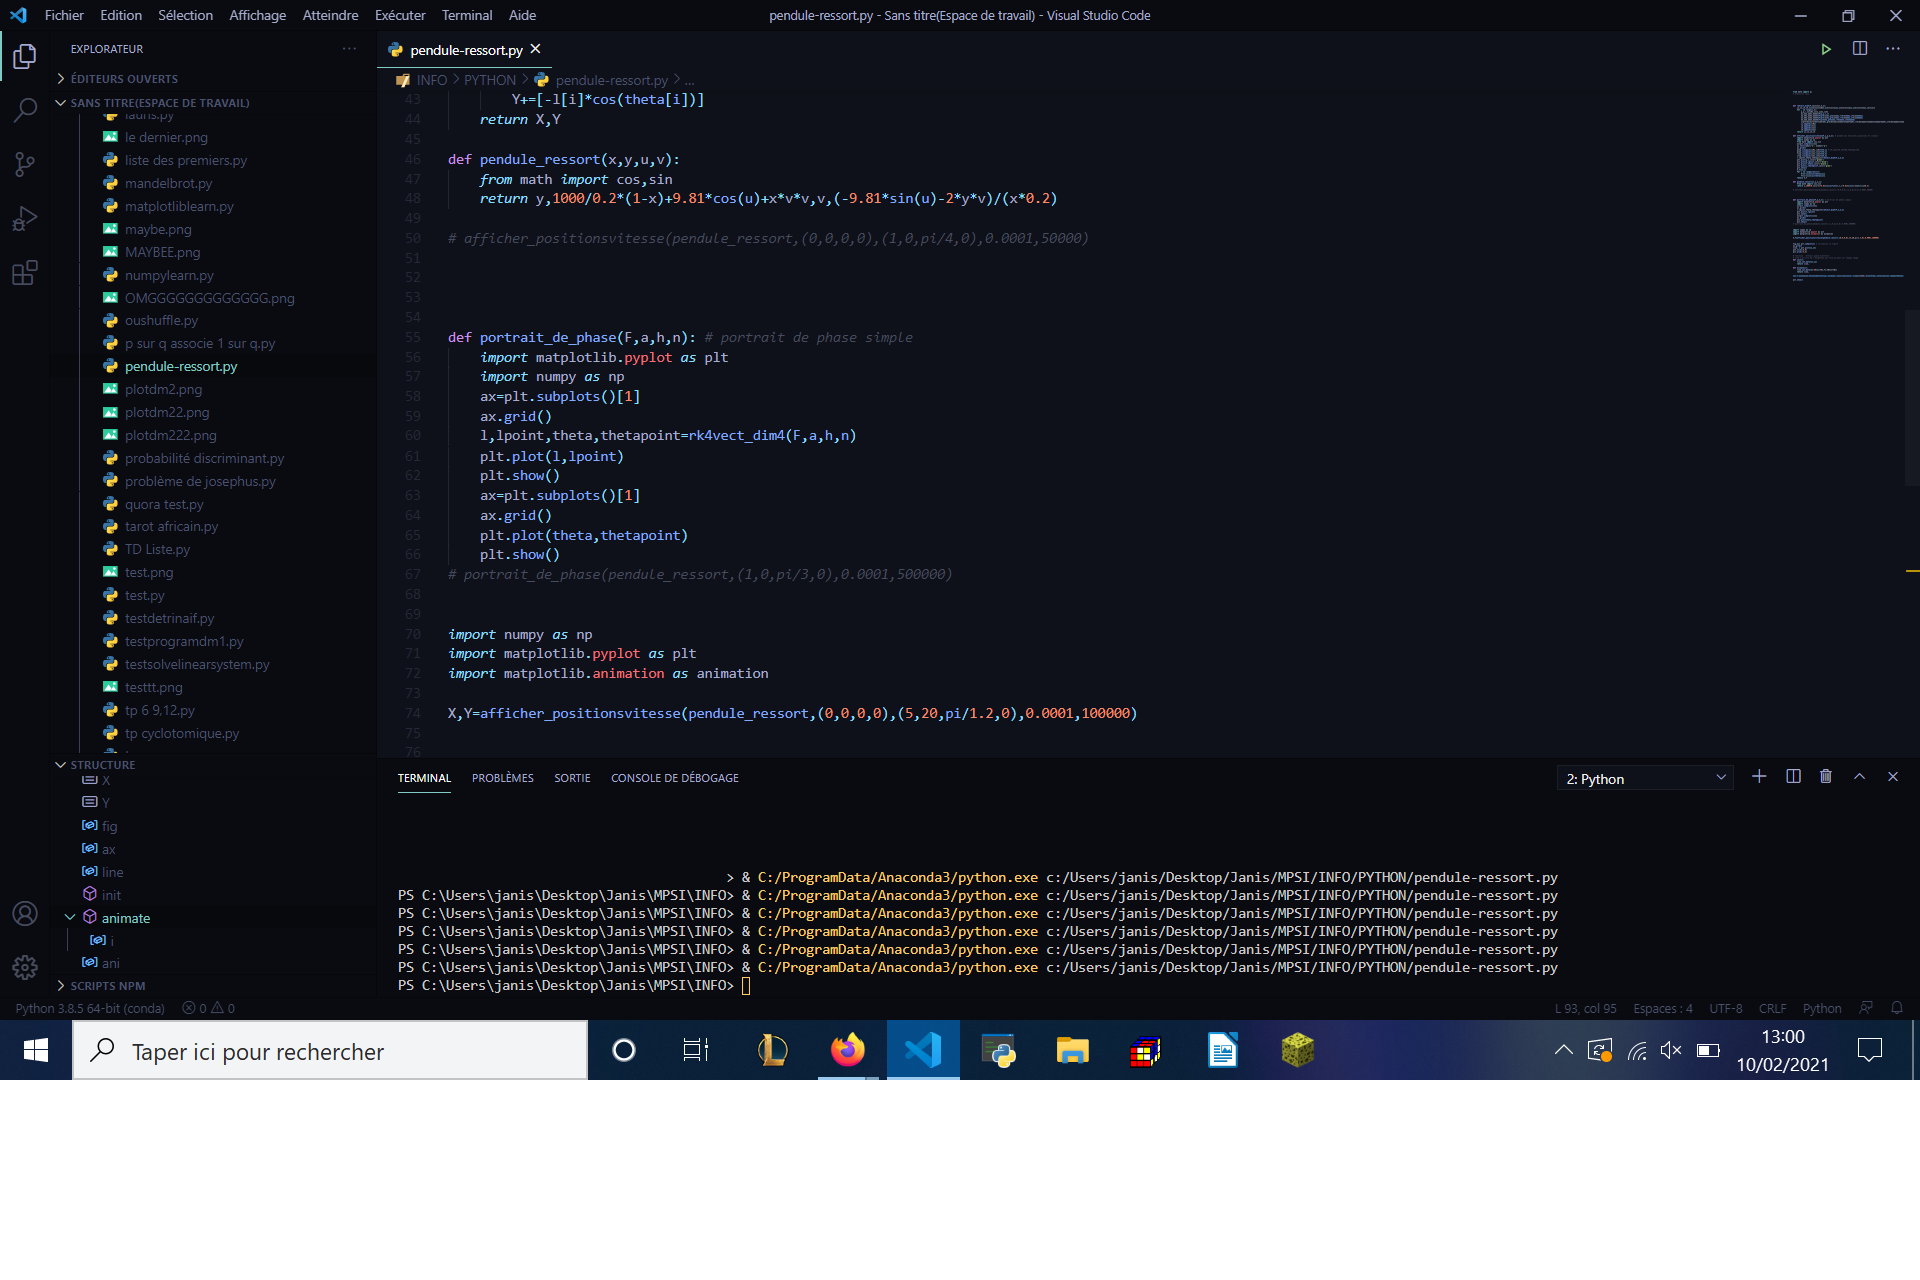 Fichier Edition Sélection Affichage Atteindre Exécuter Terminal Aide
pendule-ressort.py - Sans titre(Espace de travail) - Visual Studio Code
EXPLORATEUR
ÉDITEURS OUVERTS
SANS TITRE(ESPACE DE TRAVAIL)
le dernier.png
liste des premiers.py
mandelbrot.py
matplotliblearn.py
maybe.png
MAYBEE.png
numpylearn.py
OMGGGGGGGGGGGGG.png
oushuffle.py
p sur q associe 1 sur q.py
pendule-ressort.py
plotdm2.png
plotdm22.png
plotdm222.png
probabilité discriminant.py
problème de josephus.py
quora test.py
tarot africain.py
TD Liste.py
test.png
test.py
testdetrinaif.py
testprogramdm1.py
testsolvelinearsystem.py
testtt.png
tp 6 9,12.py
tp cyclotomique.py
STRUCTURE
X
Y
fig
ax
line
init
animate
i
ani
SCRIPTS NPM
pendule-ressort.py
INFO > PYTHON > pendule-ressort.py > ...
43 Y+=[-l[i]*cos(theta[i])]
44 return X,Y
45
46 def pendule_ressort(x,y,u,v):
47 from math import cos,sin
48 return y,1000/0.2*(1-x)+9.81*cos(u)+x*v*v,v,(-9.81*sin(u)-2*y*v)/(x*0.2)
49
50 # afficher_positionsvitesse(pendule_ressort,(0,0,0,0),(1,0,pi/4,0),0.0001,50000)
51
52
53
54
55 def portrait_de_phase(F,a,h,n): # portrait de phase simple
56 import matplotlib.pyplot as plt
57 import numpy as np
58 ax=plt.subplots()[1]
59 ax.grid()
60 l,lpoint,theta,thetapoint=rk4vect_dim4(F,a,h,n)
61 plt.plot(l,lpoint)
62 plt.show()
63 ax=plt.subplots()[1]
64 ax.grid()
65 plt.plot(theta,thetapoint)
66 plt.show()
67 # portrait_de_phase(pendule_ressort,(1,0,pi/3,0),0.0001,500000)
68
69
70 import numpy as np
71 import matplotlib.pyplot as plt
72 import matplotlib.animation as animation
73
74 X,Y=afficher_positionsvitesse(pendule_ressort,(0,0,0,0),(5,20,pi/1.2,0),0.0001,100000)
75
76
TERMINAL PROBLÈMES SORTIE CONSOLE DE DÉBOGAGE
2: Python
> & C:/ProgramData/Anaconda3/python.exe c:/Users/janis/Desktop/Janis/MPSI/INFO/PYTHON/pendule-ressort.py
PS C:\Users\janis\Desktop\Janis\MPSI\INFO> & C:/ProgramData/Anaconda3/python.exe c:/Users/janis/Desktop/Janis/MPSI/INFO/PYTHON/pendule-ressort.py
PS C:\Users\janis\Desktop\Janis\MPSI\INFO> & C:/ProgramData/Anaconda3/python.exe c:/Users/janis/Desktop/Janis/MPSI/INFO/PYTHON/pendule-ressort.py
PS C:\Users\janis\Desktop\Janis\MPSI\INFO> & C:/ProgramData/Anaconda3/python.exe c:/Users/janis/Desktop/Janis/MPSI/INFO/PYTHON/pendule-ressort.py
PS C:\Users\janis\Desktop\Janis\MPSI\INFO> & C:/ProgramData/Anaconda3/python.exe c:/Users/janis/Desktop/Janis/MPSI/INFO/PYTHON/pendule-ressort.py
PS C:\Users\janis\Desktop\Janis\MPSI\INFO> & C:/ProgramData/Anaconda3/python.exe c:/Users/janis/Desktop/Janis/MPSI/INFO/PYTHON/pendule-ressort.py
PS C:\Users\janis\Desktop\Janis\MPSI\INFO>
Python 3.8.5 64-bit (conda) 0 0
L 93, col 95 Espaces : 4 UTF-8 CRLF Python
Taper ici pour rechercher
13:00
10/02/2021